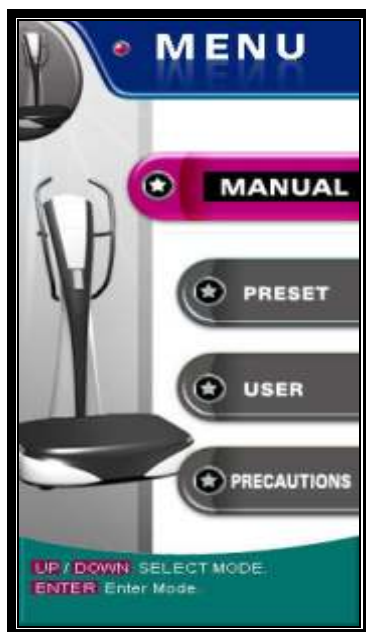 MENU
MANUAL
PRESET
USER
PRECAUTIONS
UP / DOWN SELECT MODE.
ENTER Enter Mode.